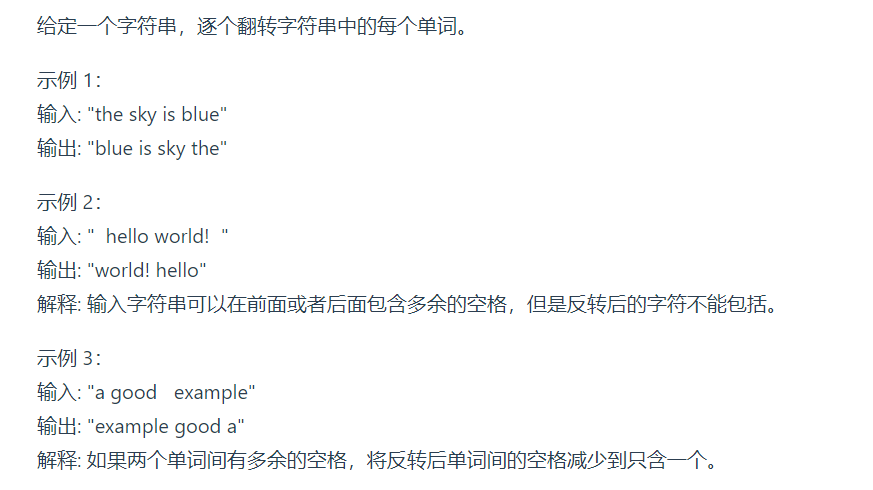 给定一个字符串，逐个翻转字符串中的每个单词。
示例 1：
输入: "the sky is blue"
输出: "blue is sky the"
示例 2：
输入: "  hello world!  "
输出: "world! hello"
解释: 输入字符串可以在前面或者后面包含多余的空格，但是反转后的字符不能包括。
示例 3：
输入: "a good   example"
输出: "example good a"
解释: 如果两个单词间有多余的空格，将反转后单词间的空格减少到只含一个。